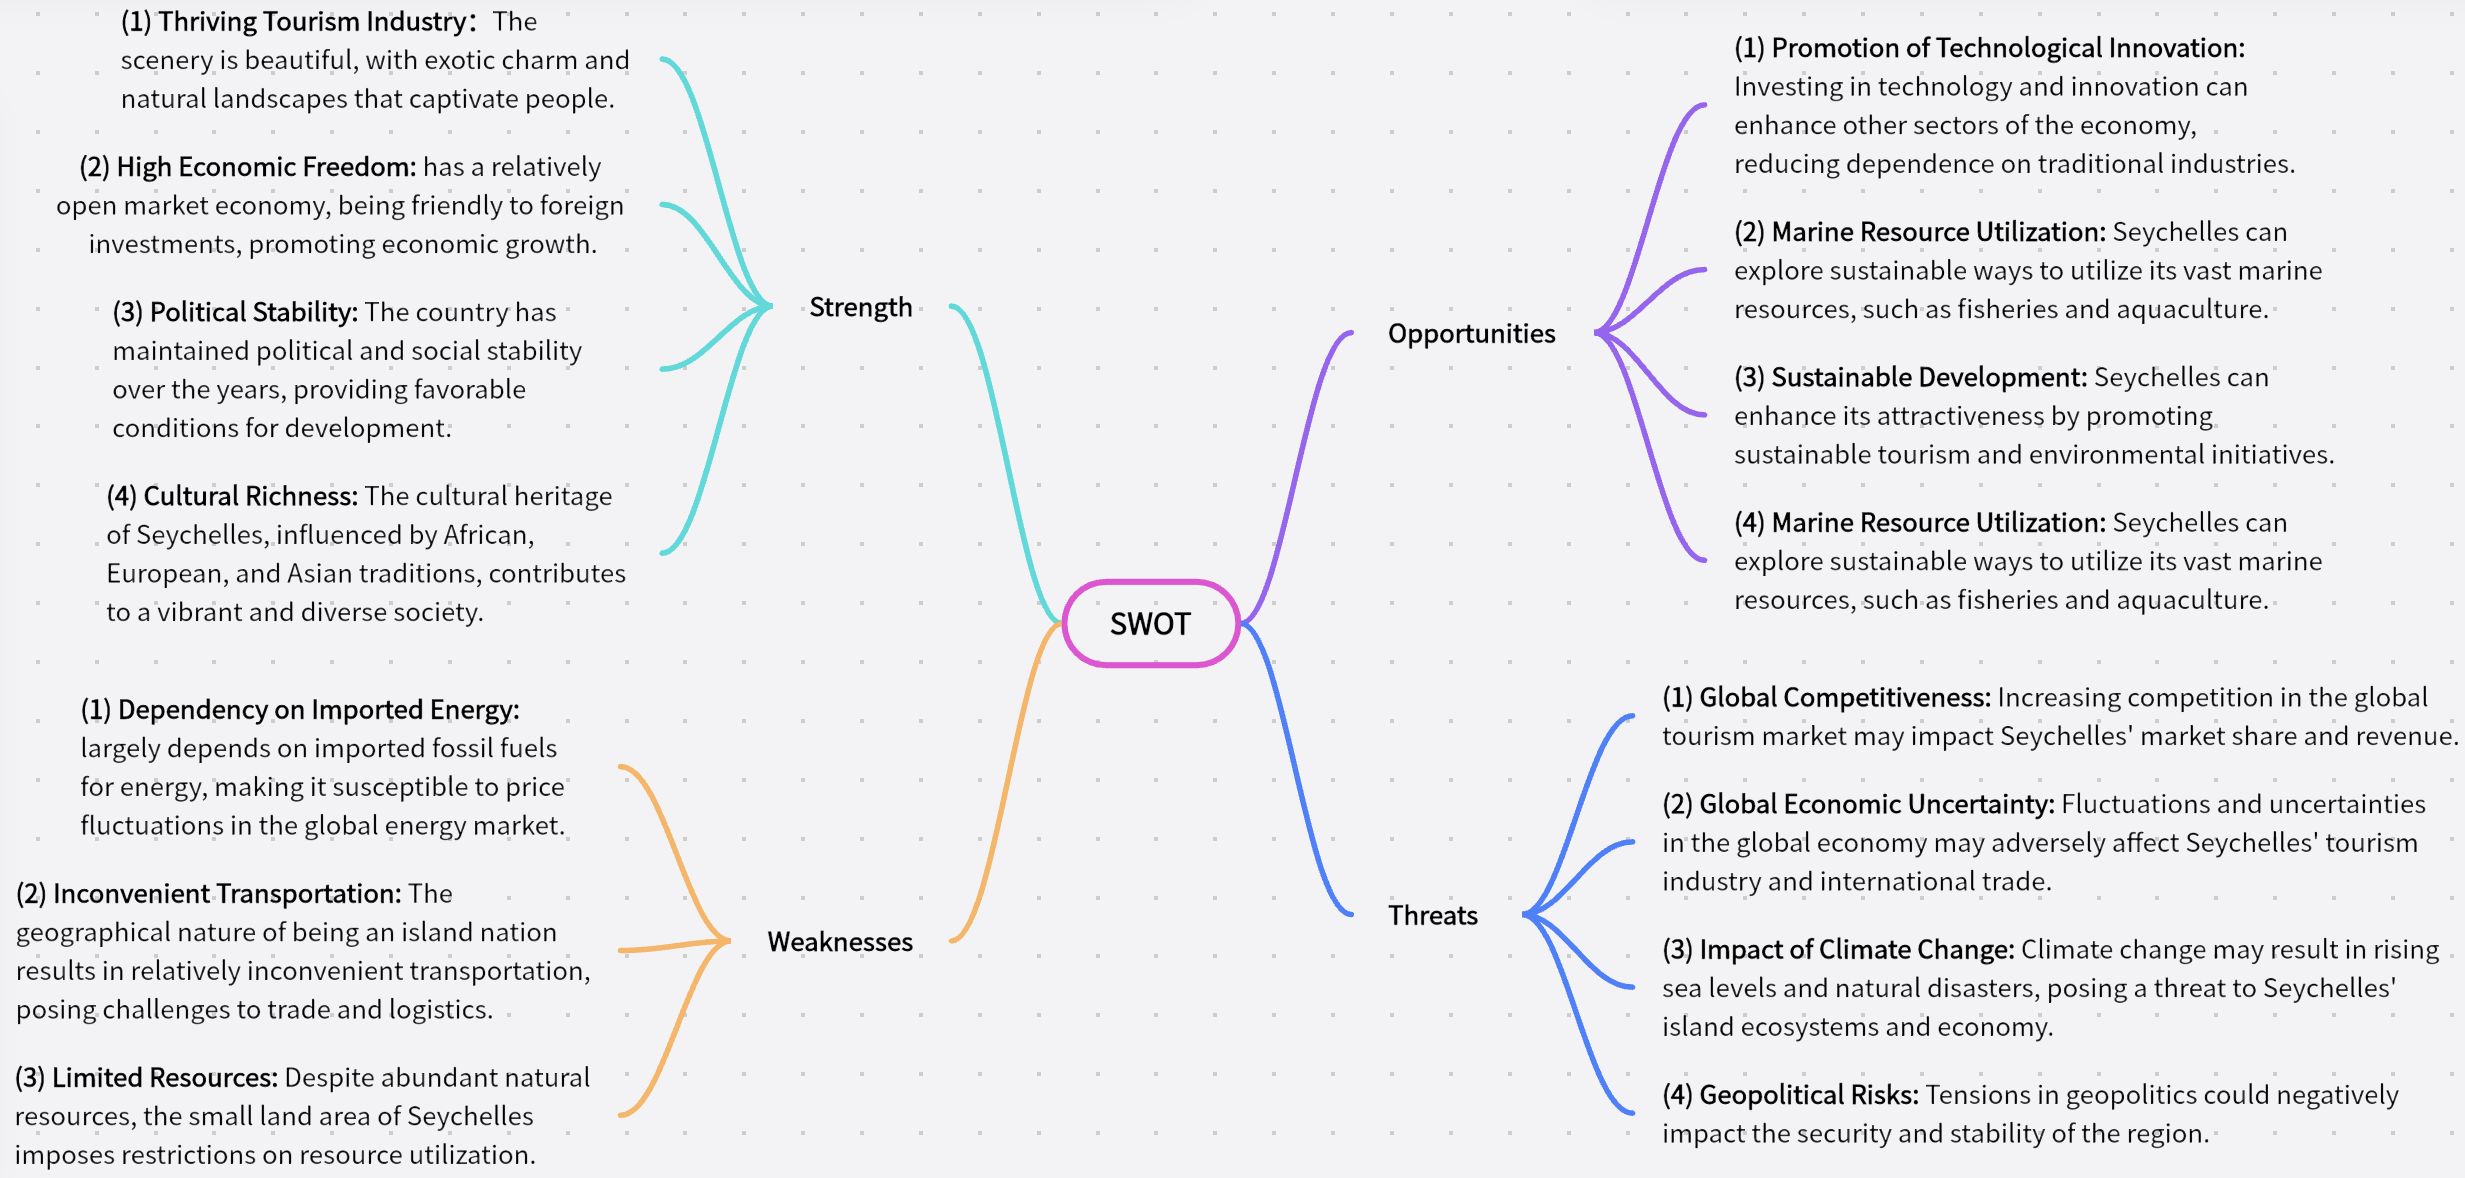 (1) Thriving Tourism Industry： The
scenery is beautiful, with exotic charm and
natural landscapes that captivate people.
(2) High Economic Freedom: has a relatively
open market economy, being friendly to foreign
investments, promoting economic growth.
(3) Political Stability: The country has
maintained political and social stability
over the years, providing favorable
conditions for development.
(4) Cultural Richness: The cultural heritage
of Seychelles, influenced by African,
European, and Asian traditions, contributes
to a vibrant and diverse society.
Strength
(1) Dependency on Imported Energy:
largely depends on imported fossil fuels
for energy, making it susceptible to price
fluctuations in the global energy market.
(2) Inconvenient Transportation: The
geographical nature of being an island nation
results in relatively inconvenient transportation,
posing challenges to trade and logistics.
(3) Limited Resources: Despite abundant natural
resources, the small land area of Seychelles
imposes restrictions on resource utilization.
Weaknesses
SWOT
Opportunities
(1) Promotion of Technological Innovation:
Investing in technology and innovation can
enhance other sectors of the economy,
reducing dependence on traditional industries.
(2) Marine Resource Utilization: Seychelles can
explore sustainable ways to utilize its vast marine
resources, such as fisheries and aquaculture.
(3) Sustainable Development: Seychelles can
enhance its attractiveness by promoting
sustainable tourism and environmental initiatives.
(4) Marine Resource Utilization: Seychelles can
explore sustainable ways to utilize its vast marine
resources, such as fisheries and aquaculture.
Threats
(1) Global Competitiveness: Increasing competition in the global
tourism market may impact Seychelles' market share and revenue.
(2) Global Economic Uncertainty: Fluctuations and uncertainties
in the global economy may adversely affect Seychelles' tourism
industry and international trade.
(3) Impact of Climate Change: Climate change may result in rising
sea levels and natural disasters, posing a threat to Seychelles'
island ecosystems and economy.
(4) Geopolitical Risks: Tensions in geopolitics could negatively
impact the security and stability of the region.